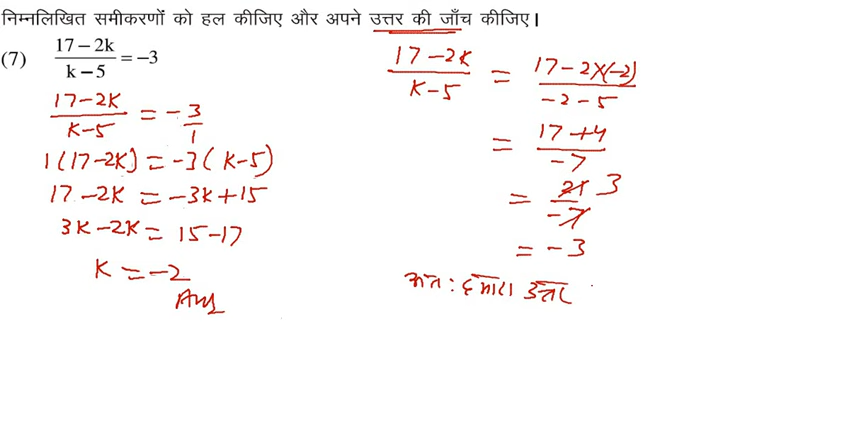 निम्नलिखित समीकरणों को हल कीजिए और अपने उत्तर की जाँच कीजिए।
(7) (17 – 2k)/(k – 5) = –3
(17-2K)/(K-5) = -3/1
1(17-2K) = -3(K-5)
17-2K = -3K+15
3K-2K = 15-17
K = -2
Ans
(17-2K)/(K-5) = (17-2×(-2))/(-2-5)
= (17+4)/(-7)
= 21/-7 3
= -3
अतः हमारा उत्तर